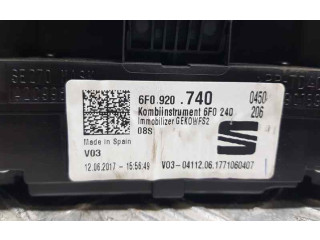 6F0.920.740 0450
Kombiinstrument 6F0 240 206
Immobilizer GEKOWFS2
08S
Made in Spain
V03
12.06.2017 - 15:56:49 V03-04112.06.1771060407